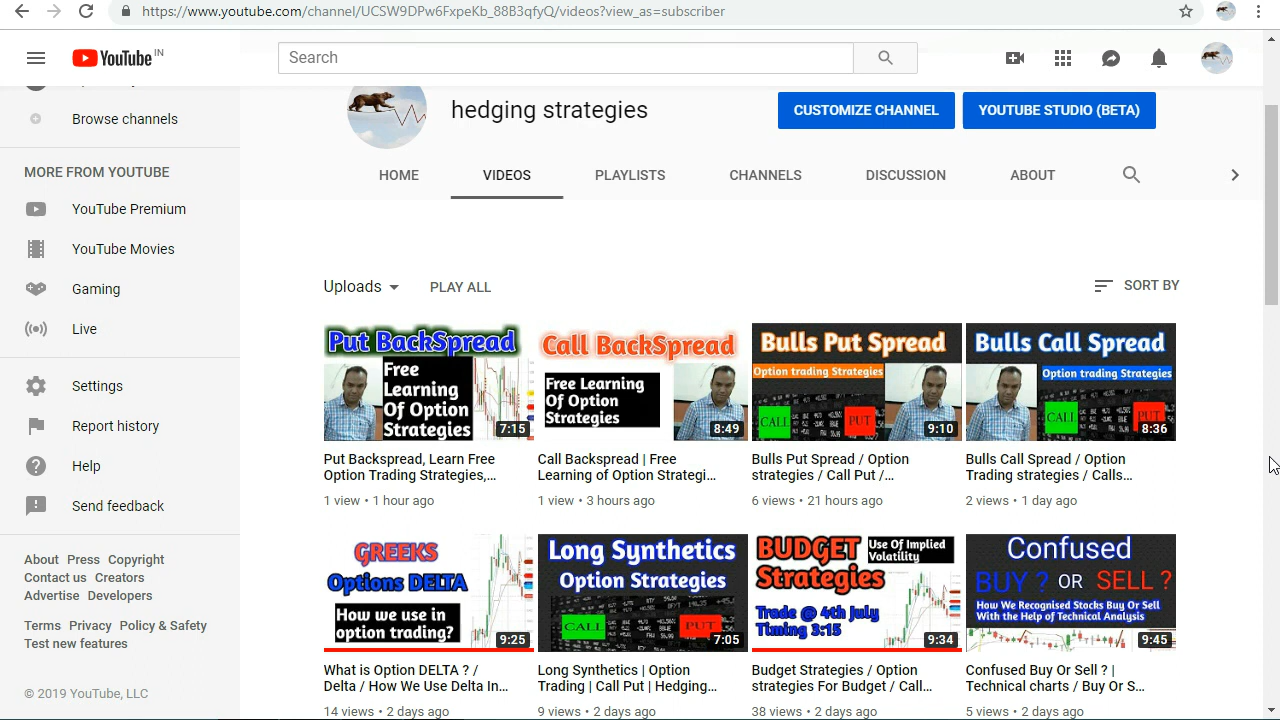 https://www.youtube.com/channel/UCSW9DPw6FxpeKb_88B3qfyQ/videos?view_as=subscriber
YouTube IN
Search
Browse channels
hedging strategies
CUSTOMIZE CHANNEL
YOUTUBE STUDIO (BETA)
MORE FROM YOUTUBE
HOME VIDEOS PLAYLISTS CHANNELS DISCUSSION ABOUT
YouTube Premium
YouTube Movies
Gaming
Live
Settings
Report history
Help
Send feedback
About Press Copyright
Contact us Creators
Advertise Developers
Terms Privacy Policy & Safety
Test new features
© 2019 YouTube, LLC
Uploads PLAY ALL SORT BY
Put BackSpread
Free
Learning
Of Option
Strategies
7:15
Put Backspread, Learn Free
Option Trading Strategies,...
1 view • 1 hour ago
Call BackSpread
Free Learning
Of Option
Strategies
8:49
Call Backspread | Free
Learning of Option Strategi...
1 view • 3 hours ago
Bulls Put Spread
Option trading Strategies
CALL PUT
9:10
Bulls Put Spread / Option
strategies / Call Put /...
6 views • 21 hours ago
Bulls Call Spread
Option trading Strategies
CALL PUT
8:36
Bulls Call Spread / Option
Trading strategies / Calls...
2 views • 1 day ago
GREEKS
Options DELTA
How we use in
option trading?
9:25
What is Option DELTA ? /
Delta / How We Use Delta In...
14 views • 2 days ago
Long Synthetics
Option Strategies
CALL PUT
7:05
Long Synthetics | Option
Trading | Call Put | Hedging...
9 views • 2 days ago
BUDGET Use Of Implied
Volatility
Strategies
Trade @ 4th July
Timing 3:15
9:34
Budget Strategies / Option
strategies For Budget / Call...
38 views • 2 days ago
Confused
BUY ? OR SELL ?
How We Recognised Stocks Buy Or Sell
With the Help of Technical Analysis
9:45
Confused Buy Or Sell ? |
Technical charts / Buy Or S...
5 views • 2 days ago